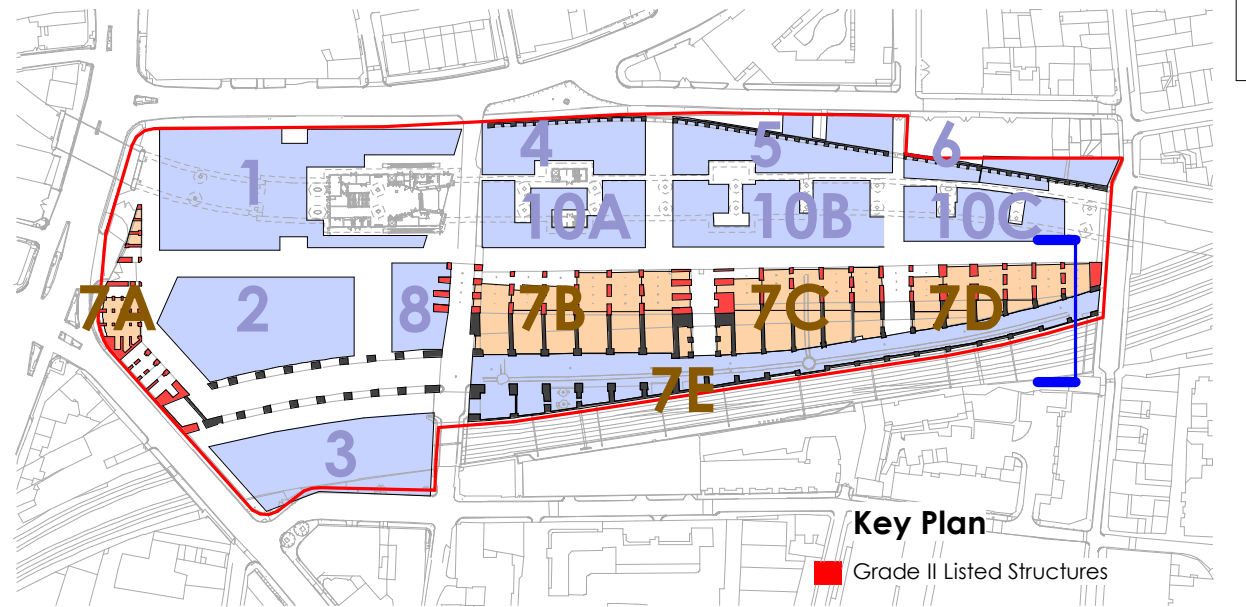 4
5
6
1
10A
10B
10C
7A
2
8
7B
7C
7D
7E
3
Key Plan
Grade II Listed Structures